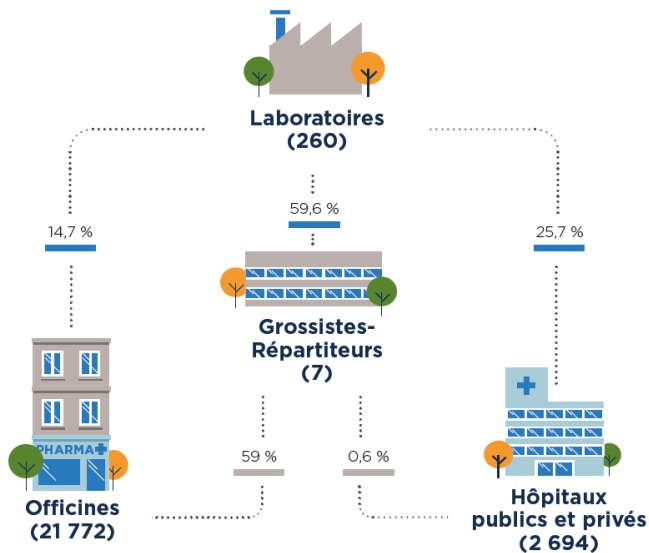 Laboratoires
(260)
14,7 %
59,6 %
25,7 %
Grossistes-
Répartiteurs
(7)
PHARMA
59 %
0,6 %
Officines
(21 772)
Hôpitaux
publics et privés
(2 694)